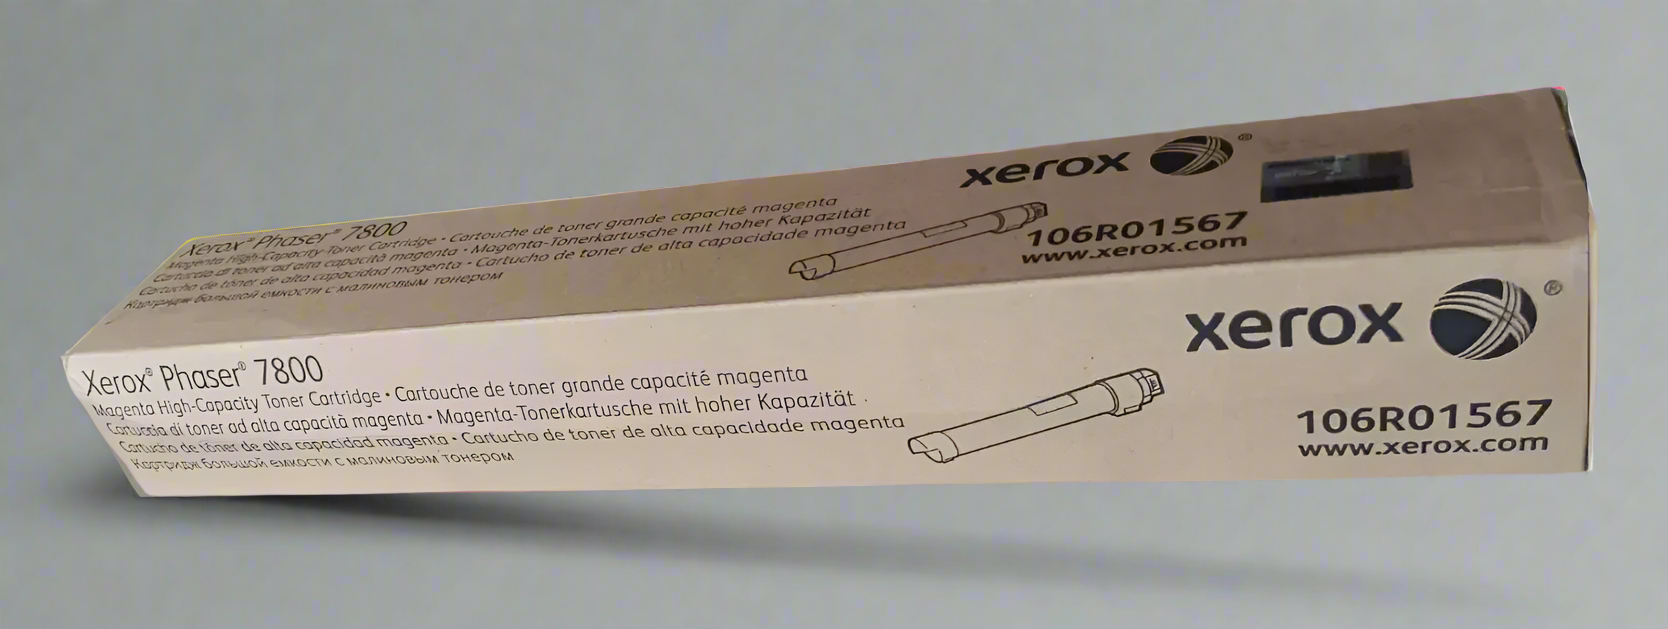 xerox ®
Xerox® Phaser® 7800
Magenta High-Capacity Toner Cartridge • Cartouche de toner grande capacité magenta
Cartuccia di toner ad alta capacità magenta • Magenta-Tonerkartusche mit hoher Kapazität
Cartucho de tóner de alta capacidad magenta • Cartucho de toner de alta capacidade magenta
Картридж большой емкости с малиновым тонером
106R01567
www.xerox.com
xerox ®
Xerox® Phaser® 7800
Magenta High-Capacity Toner Cartridge • Cartouche de toner grande capacité magenta
Cartuccia di toner ad alta capacità magenta • Magenta-Tonerkartusche mit hoher Kapazität
Cartucho de tóner de alta capacidad magenta • Cartucho de toner de alta capacidade magenta
Картридж большой емкости с малиновым тонером
106R01567
www.xerox.com